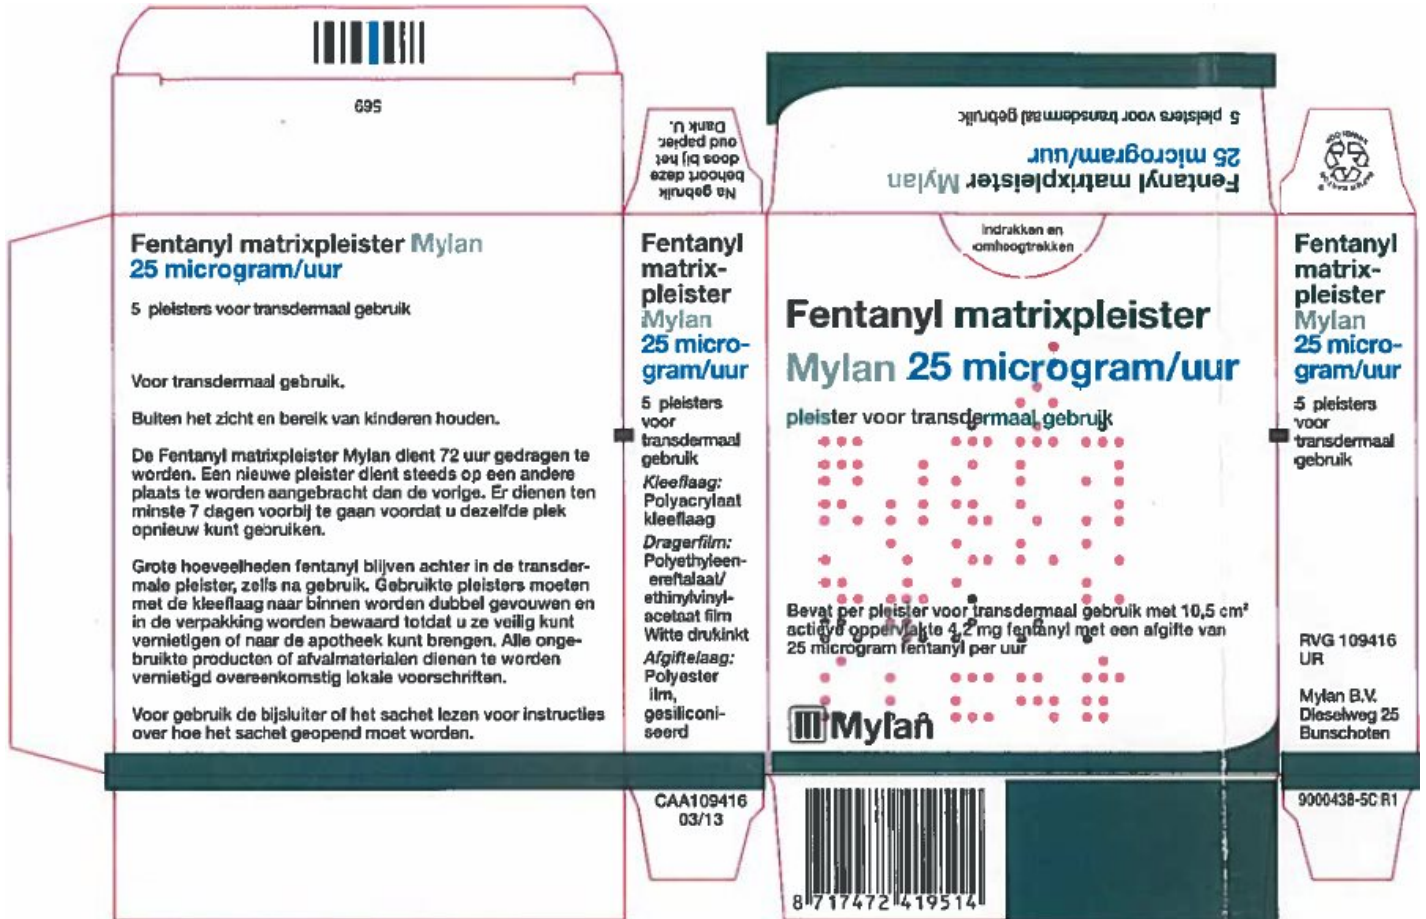 695
Fentanyl matrixpleister Mylan
25 microgram/uur
5 pleisters voor transdermaal gebruik
Voor transdermaal gebruik.
Buiten het zicht en bereik van kinderen houden.
De Fentanyl matrixpleister Mylan dient 72 uur gedragen te
worden. Een nieuwe pleister dient steeds op een andere
plaats te worden aangebracht dan de vorige. Er dienen ten
minste 7 dagen voorbij te gaan voordat u dezelfde plek
opnieuw kunt gebruiken.
Grote hoeveelheden fentanyl blijven achter in de transder-
male pleister, zelfs na gebruik. Gebruikte pleisters moeten
met de kleeflaag naar binnen worden dubbel gevouwen en
in de verpakking worden bewaard totdat u ze veilig kunt
vernietigen of naar de apotheek kunt brengen. Alle onge-
bruikte producten of afvalmaterialen dienen te worden
vernietigd overeenkomstig lokale voorschriften.
Voor gebruik de bijsluiter of het sachet lezen voor instructies
over hoe het sachet geopend moet worden.
Na gebruik
behoort deze
doos bij het
oud papier.
Dank U.
Fentanyl
matrix-
pleister
Mylan
25 micro-
gram/uur
5 pleisters
voor
transdermaal
gebruik
Kleeflaag:
Polyacrylaat
kleeflaag
Dragerfilm:
Polyethyleen-
ereftalaat/
ethinylvinyl-
acetaat film
Witte drukinkt
Afgiftelaag:
Polyester
ilm,
gesiliconi-
seerd
CAA109416
03/13
Fentanyl matrixpleister Mylan
25 microgram/uur
5 pleisters voor transdermaal gebruik
Indrukken en
omhoogtrekken
Fentanyl matrixpleister
Mylan 25 microgram/uur
pleister voor transdermaal gebruik
Bevat per pleister voor transdermaal gebruik met 10,5 cm²
actieve oppervlakte 4,2 mg fentanyl met een afgifte van
25 microgram fentanyl per uur
Mylan
8 717472 419514
Fentanyl
matrix-
pleister
Mylan
25 micro-
gram/uur
5 pleisters
voor
transdermaal
gebruik
RVG 109416
UR
Mylan B.V.
Dieselweg 25
Bunschoten
9000438-5C R1